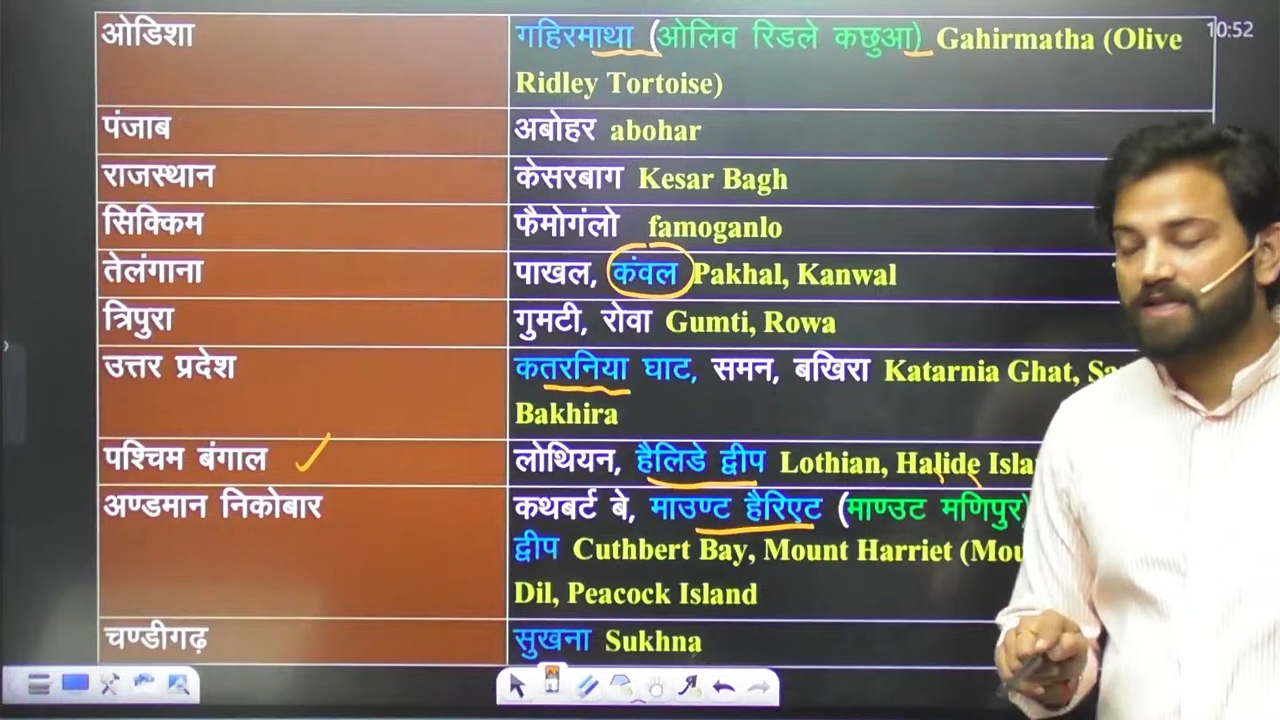 10:52
ओडिशा
गहिरमाथा (ओलिव रिडले कछुआ) Gahirmatha (Olive
Ridley Tortoise)
पंजाब
अबोहर abohar
राजस्थान
केसरबाग Kesar Bagh
सिक्किम
फैमोगंलो famoganlo
तेलंगाना
पाखल, कंवल Pakhal, Kanwal
त्रिपुरा
गुमटी, रोवा Gumti, Rowa
उत्तर प्रदेश
कतरनिया घाट, समन, बखिरा Katarnia Ghat,
Bakhira
पश्चिम बंगाल
लोथियन, हैलिडे द्वीप Lothian, Halide
अण्डमान निकोबार
कथबर्ट बे, माउण्ट हैरिएट (माण्उट मणिपुर)
द्वीप Cuthbert Bay, Mount Harriet
Dil, Peacock Island
चण्डीगढ़
सुखना Sukhna